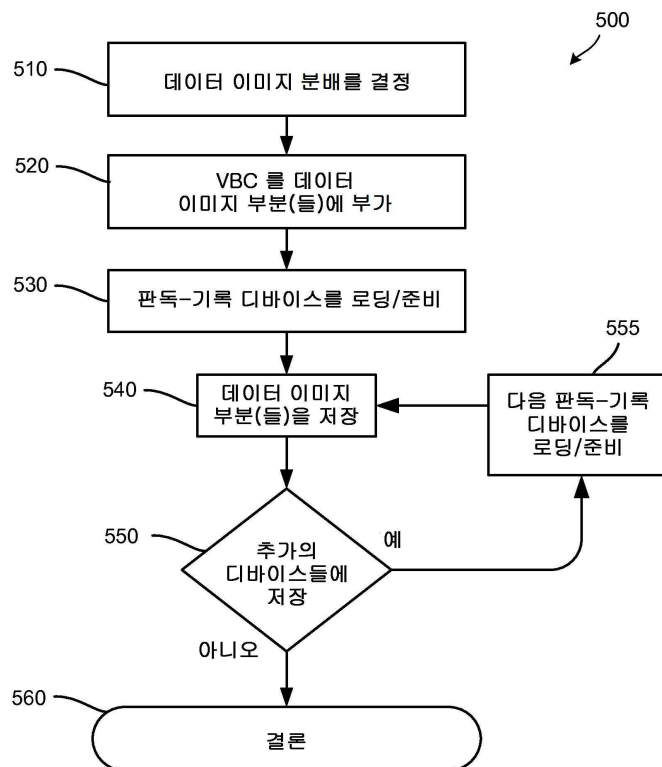 500
510
데이터 이미지 분배를 결정
520
VBC 를 데이터
이미지 부분(들)에 부가
530
판독-기록 디바이스를 로딩/준비
540
데이터 이미지
부분(들)을 저장
555
다음 판독-기록
디바이스를
로딩/준비
550
추가의
디바이스들에
저장
예
아니오
560
결론